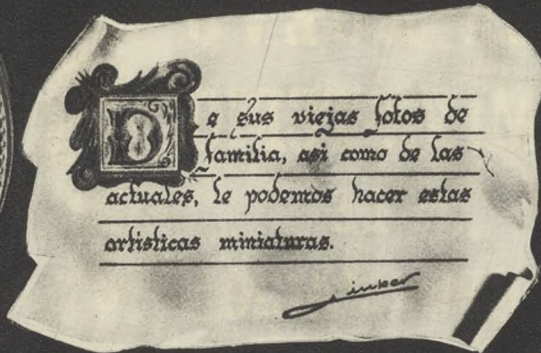 De sus viejas fotos de
familia, asi como de las
actuales, le podemos hacer estas
artisticas miniaturas.